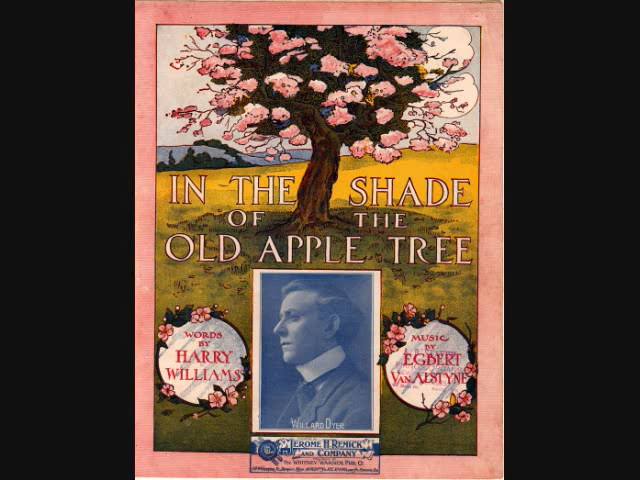 IN THE SHADE
OF THE
OLD APPLE TREE
WORDS
BY
HARRY
WILLIAMS
MUSIC
BY
EGBERT
VAN ALSTYNE
WILLARD DYER
JEROME H. REMICK
AND COMPANY